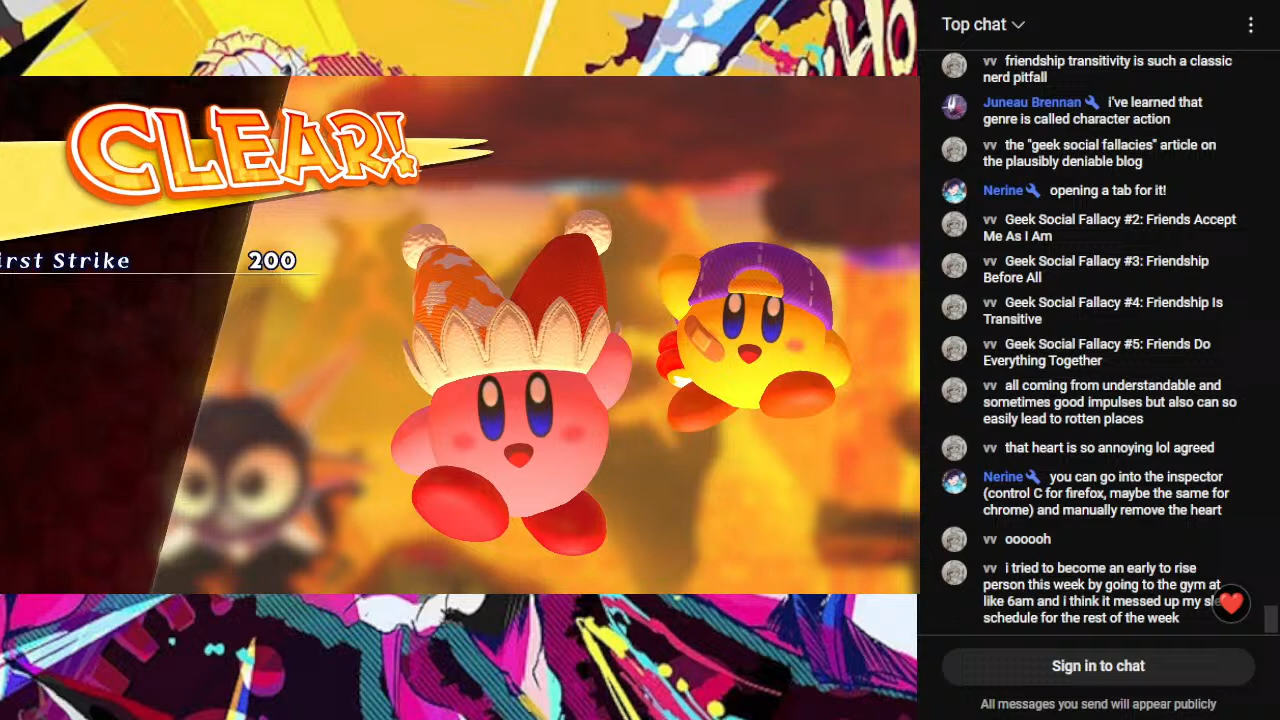 CLEAR!
irst Strike 200
Top chat
vv friendship transitivity is such a classic
nerd pitfall
Juneau Brennan i've learned that
genre is called character action
vv the "geek social fallacies" article on
the plausibly deniable blog
Nerine opening a tab for it!
vv Geek Social Fallacy #2: Friends Accept
Me As I Am
vv Geek Social Fallacy #3: Friendship
Before All
vv Geek Social Fallacy #4: Friendship Is
Transitive
vv Geek Social Fallacy #5: Friends Do
Everything Together
vv all coming from understandable and
sometimes good impulses but also can so
easily lead to rotten places
vv that heart is so annoying lol agreed
Nerine you can go into the inspector
(control C for firefox, maybe the same for
chrome) and manually remove the heart
vv oooooh
vv i tried to become an early to rise
person this week by going to the gym at
like 6am and i think it messed up my
schedule for the rest of the week
Sign in to chat
All messages you send will appear publicly